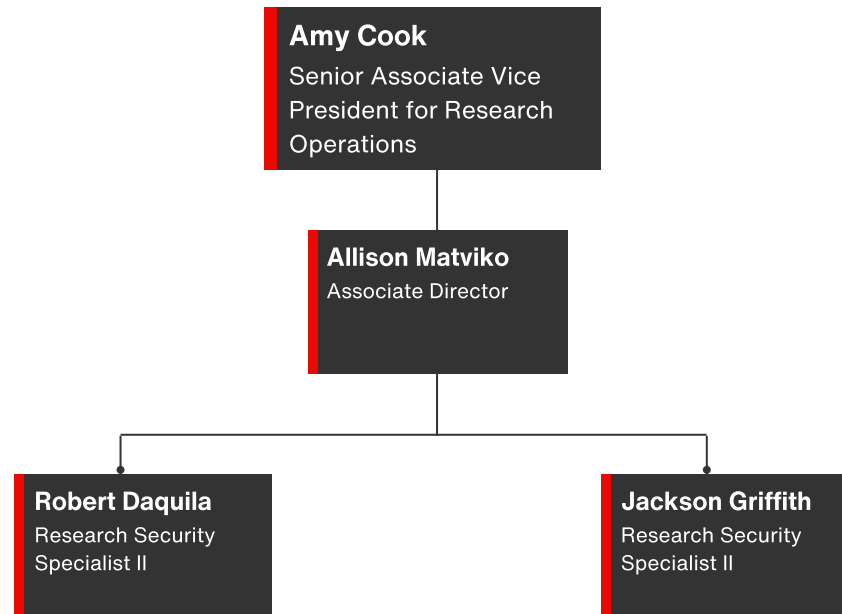 Amy Cook
Senior Associate Vice
President for Research
Operations
Allison Matviko
Associate Director
Robert Daquila
Research Security
Specialist II
Jackson Griffith
Research Security
Specialist II